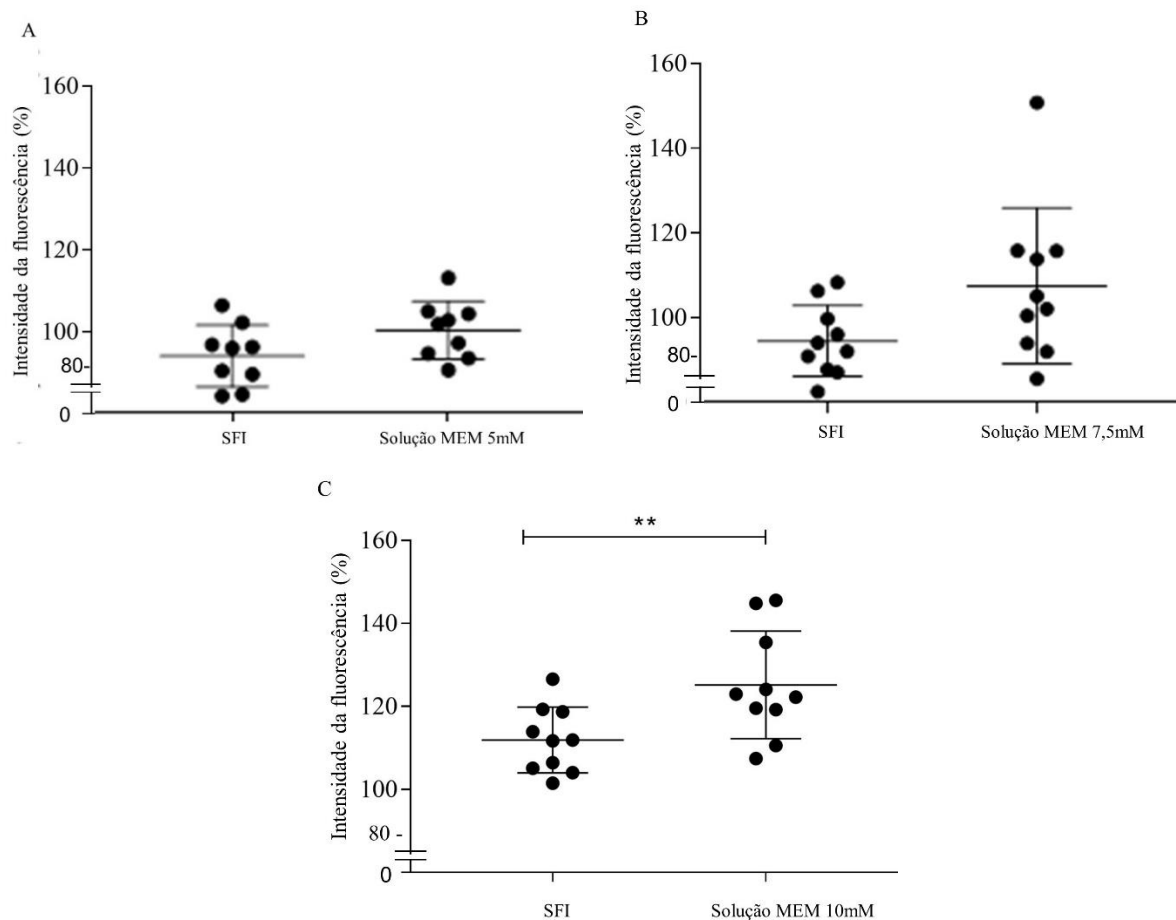 A
Intensidade da fluorescência (%)
160
140
120
100
80-
0
SFI
Solução MEM 5mM
B
Intensidade da fluorescência (%)
160
140
120
100
80-
0
SFI
Solução MEM 7,5mM
C
**
Intensidade da fluorescência (%)
160
140
120
100
80 -
0
SFI
Solução MEM 10mM